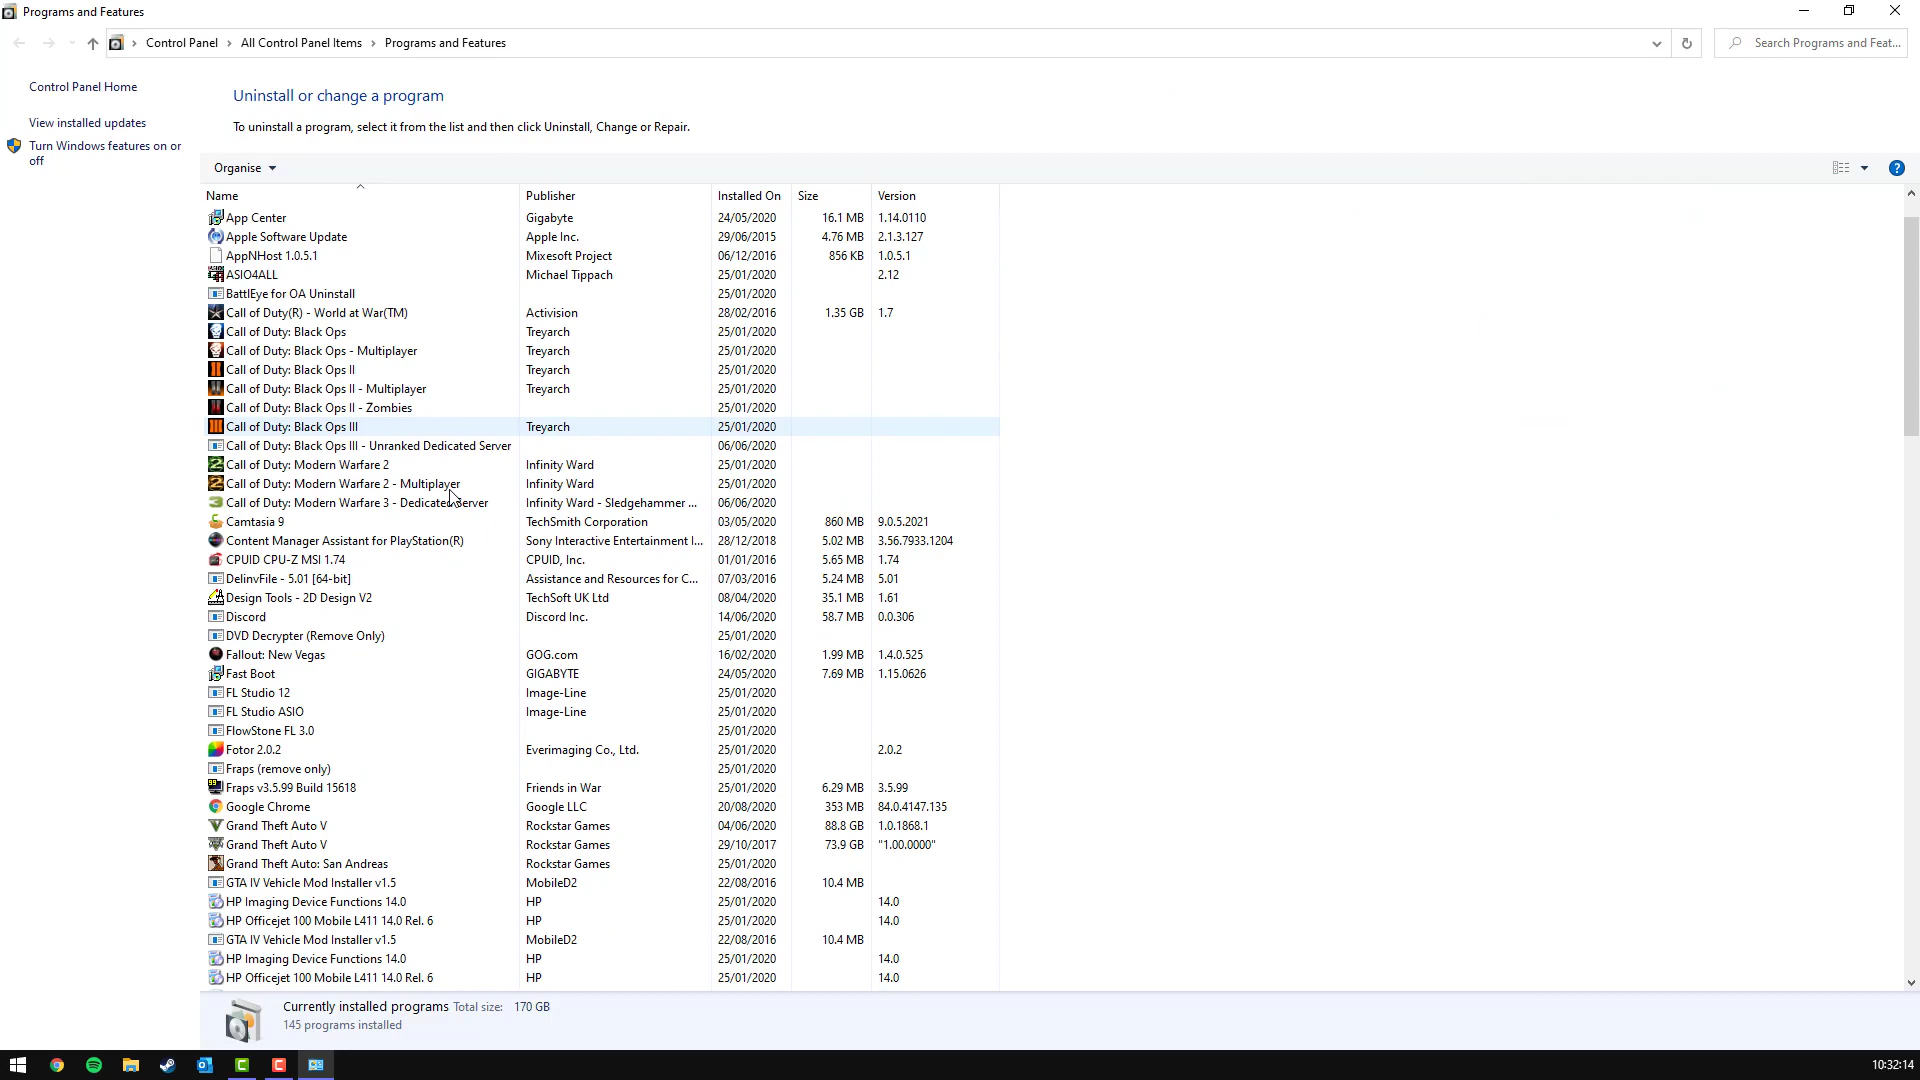 Programs and Features
Control Panel > All Control Panel Items > Programs and Features
Search Programs and Feat...
Control Panel Home
View installed updates
Turn Windows features on or
off
Uninstall or change a program
To uninstall a program, select it from the list and then click Uninstall, Change or Repair.
Organise
Name Publisher Installed On Size Version
App Center Gigabyte 24/05/2020 16.1 MB 1.14.0110
Apple Software Update Apple Inc. 29/06/2015 4.76 MB 2.1.3.127
AppNHost 1.0.5.1 Mixesoft Project 06/12/2016 856 KB 1.0.5.1
ASIO4ALL Michael Tippach 25/01/2020 2.12
BattlEye for OA Uninstall 25/01/2020
Call of Duty(R) - World at War(TM) Activision 28/02/2016 1.35 GB 1.7
Call of Duty: Black Ops Treyarch 25/01/2020
Call of Duty: Black Ops - Multiplayer Treyarch 25/01/2020
Call of Duty: Black Ops II Treyarch 25/01/2020
Call of Duty: Black Ops II - Multiplayer Treyarch 25/01/2020
Call of Duty: Black Ops II - Zombies 25/01/2020
Call of Duty: Black Ops III Treyarch 25/01/2020
Call of Duty: Black Ops III - Unranked Dedicated Server 06/06/2020
Call of Duty: Modern Warfare 2 Infinity Ward 25/01/2020
Call of Duty: Modern Warfare 2 - Multiplayer Infinity Ward 25/01/2020
Call of Duty: Modern Warfare 3 - Dedicated Server Infinity Ward - Sledgehammer ... 06/06/2020
Camtasia 9 TechSmith Corporation 03/05/2020 860 MB 9.0.5.2021
Content Manager Assistant for PlayStation(R) Sony Interactive Entertainment I... 28/12/2018 5.02 MB 3.56.7933.1204
CPUID CPU-Z MSI 1.74 CPUID, Inc. 01/01/2016 5.65 MB 1.74
DelinvFile - 5.01 [64-bit] Assistance and Resources for C... 07/03/2016 5.24 MB 5.01
Design Tools - 2D Design V2 TechSoft UK Ltd 08/04/2020 35.1 MB 1.61
Discord Discord Inc. 14/06/2020 58.7 MB 0.0.306
DVD Decrypter (Remove Only) 25/01/2020
Fallout: New Vegas GOG.com 16/02/2020 1.99 MB 1.4.0.525
Fast Boot GIGABYTE 24/05/2020 7.69 MB 1.15.0626
FL Studio 12 Image-Line 25/01/2020
FL Studio ASIO Image-Line 25/01/2020
FlowStone FL 3.0 25/01/2020
Fotor 2.0.2 Everimaging Co., Ltd. 25/01/2020 2.0.2
Fraps (remove only) 25/01/2020
Fraps v3.5.99 Build 15618 Friends in War 25/01/2020 6.29 MB 3.5.99
Google Chrome Google LLC 20/08/2020 353 MB 84.0.4147.135
Grand Theft Auto V Rockstar Games 04/06/2020 88.8 GB 1.0.1868.1
Grand Theft Auto V Rockstar Games 29/10/2017 73.9 GB "1.00.0000"
Grand Theft Auto: San Andreas Rockstar Games 25/01/2020
GTA IV Vehicle Mod Installer v1.5 MobileD2 22/08/2016 10.4 MB
HP Imaging Device Functions 14.0 HP 25/01/2020 14.0
HP Officejet 100 Mobile L411 14.0 Rel. 6 HP 25/01/2020 14.0
GTA IV Vehicle Mod Installer v1.5 MobileD2 22/08/2016 10.4 MB
HP Imaging Device Functions 14.0 HP 25/01/2020 14.0
HP Officejet 100 Mobile L411 14.0 Rel. 6 HP 25/01/2020 14.0
Currently installed programs Total size: 170 GB
145 programs installed
10:32:14